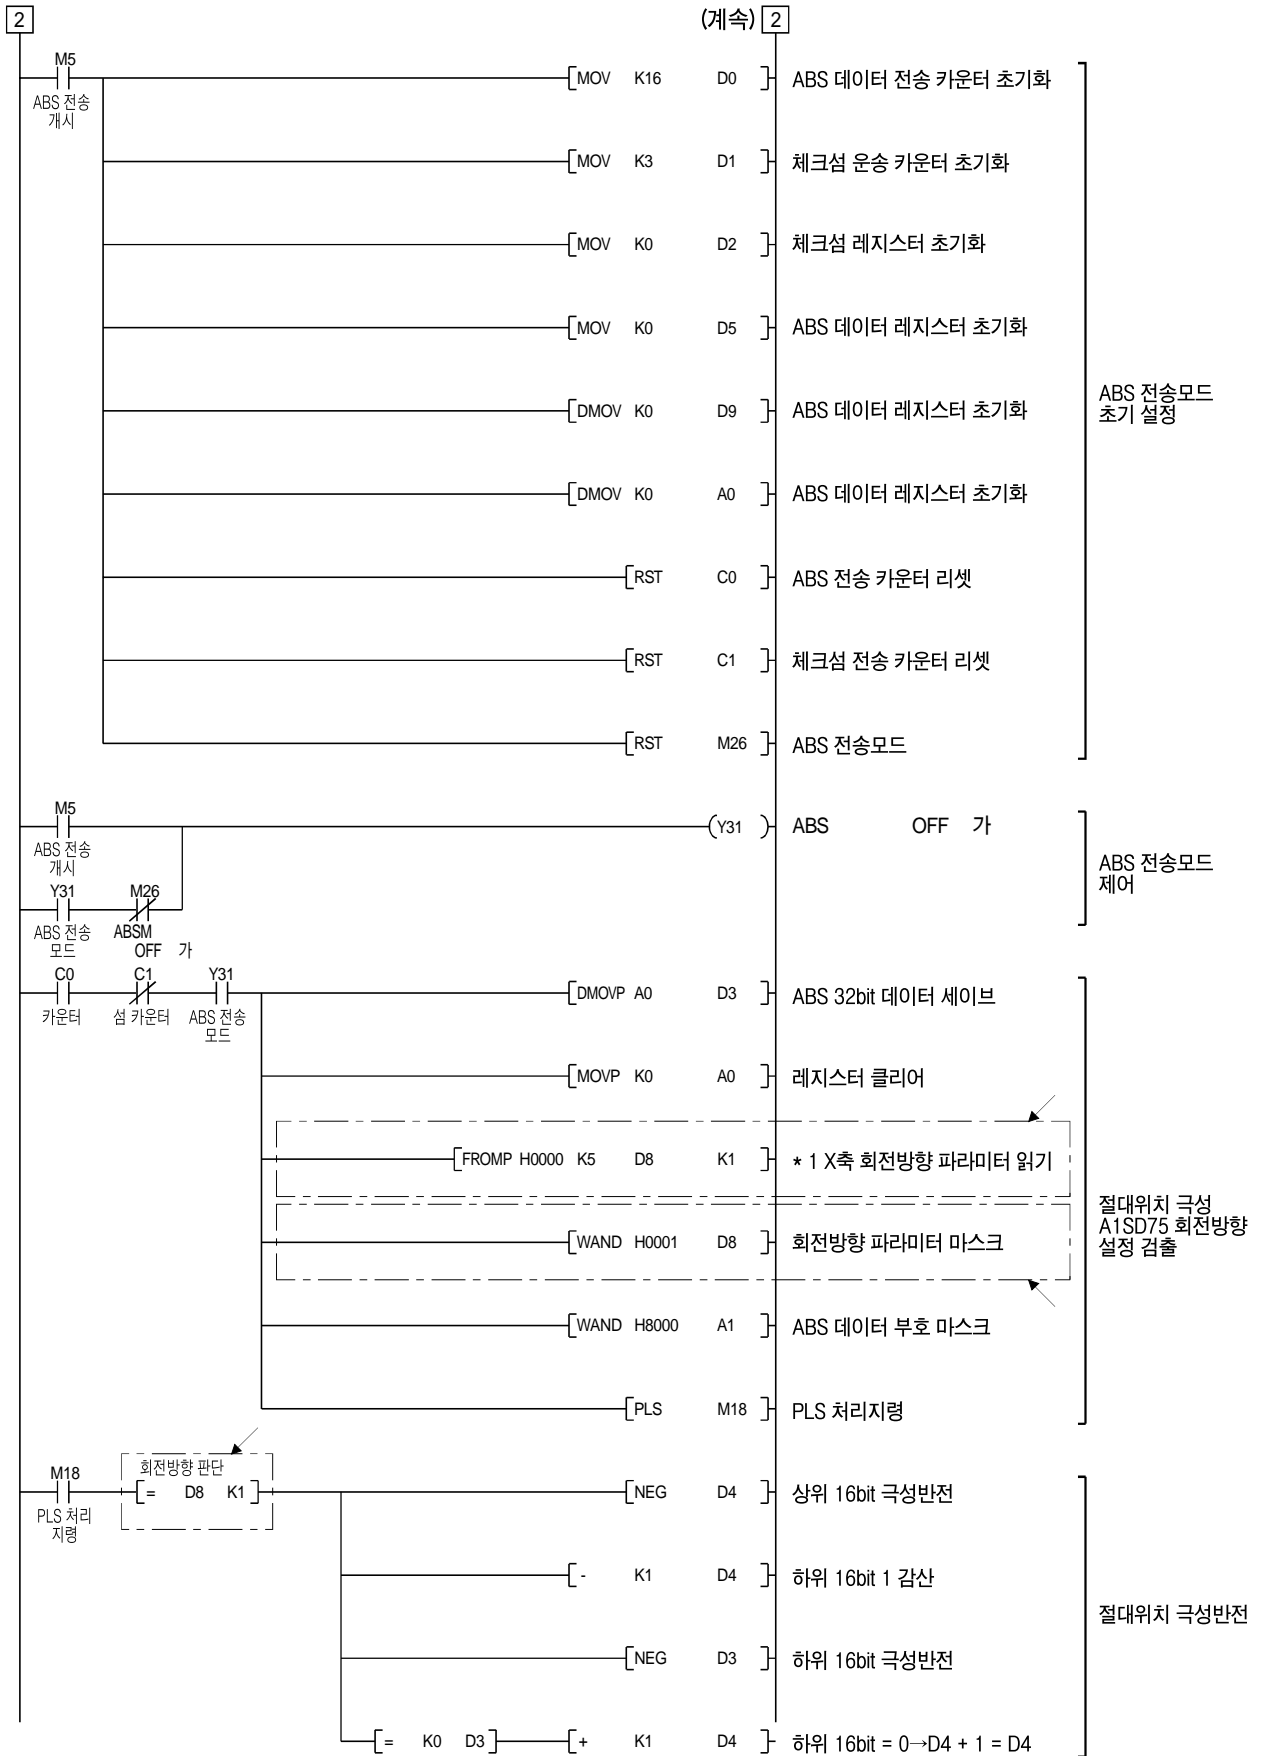 2 (계속) 2
M5
[MOV K16 D0] ABS 데이터 전송 카운터 초기화
ABS 전송
개시
[MOV K3 D1] 체크섬 운송 카운터 초기화
[MOV K0 D2] 체크섬 레지스터 초기화
[MOV K0 D5] ABS 데이터 레지스터 초기화
ABS 전송모드
초기 설정
[DMOV K0 D9] ABS 데이터 레지스터 초기화
[DMOV K0 A0] ABS 데이터 레지스터 초기화
[RST C0] ABS 전송 카운터 리셋
[RST C1] 체크섬 전송 카운터 리셋
[RST M26] ABS 전송모드
M5
(Y31) ABS OFF 가
ABS 전송
개시
ABS 전송모드
제어
Y31 M26
ABS 전송
모드
ABSM
OFF 가
C0 C1 Y31
[DMOVP A0 D3] ABS 32bit 데이터 세이브
카운터 섬 카운터 ABS 전송
모드
[MOVP K0 A0] 레지스터 클리어
[FROMP H0000 K5 D8 K1] * 1 X축 회전방향 파라미터 읽기
절대위치 극성
A1SD75 회전방향
설정 검출
[WAND H0001 D8] 회전방향 파라미터 마스크
[WAND H8000 A1] ABS 데이터 부호 마스크
[PLS M18] PLS 처리지령
회전방향 판단
M18
[= D8 K1] [NEG D4] 상위 16bit 극성반전
PLS 처리
지령
[- K1 D4] 하위 16bit 1 감산
절대위치 극성반전
[NEG D3] 하위 16bit 극성반전
[= K0 D3] [+ K1 D4] 하위 16bit = 0→D4 + 1 = D4